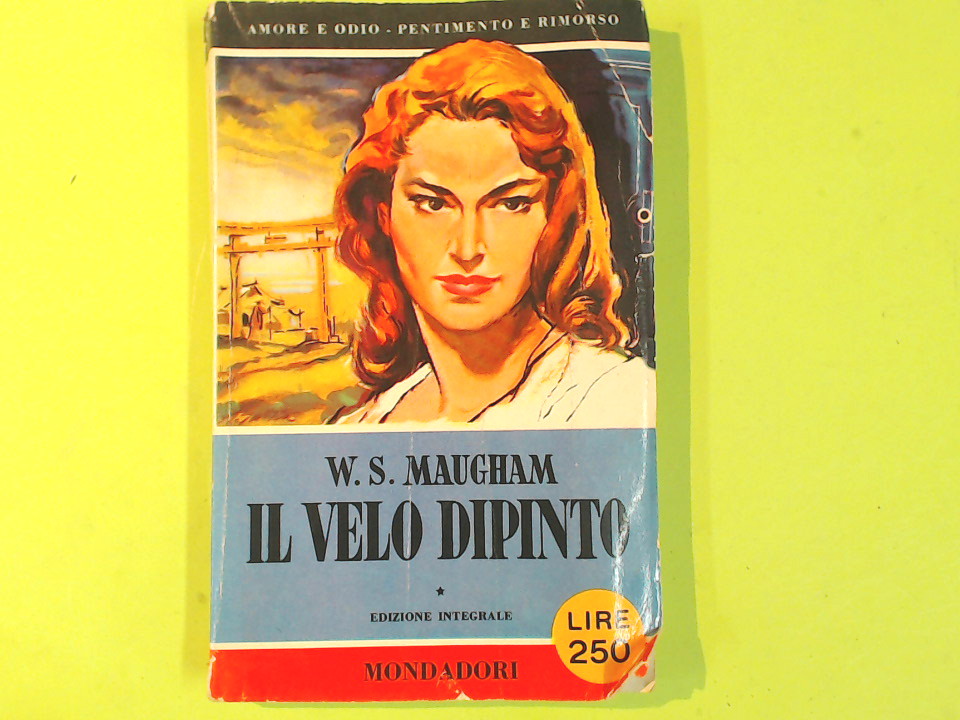 AMORE E ODIO - PENTIMENTO E RIMORSO
W. S. MAUGHAM
IL VELO DIPINTO
EDIZIONE INTEGRALE
LIRE
250
MONDADORI